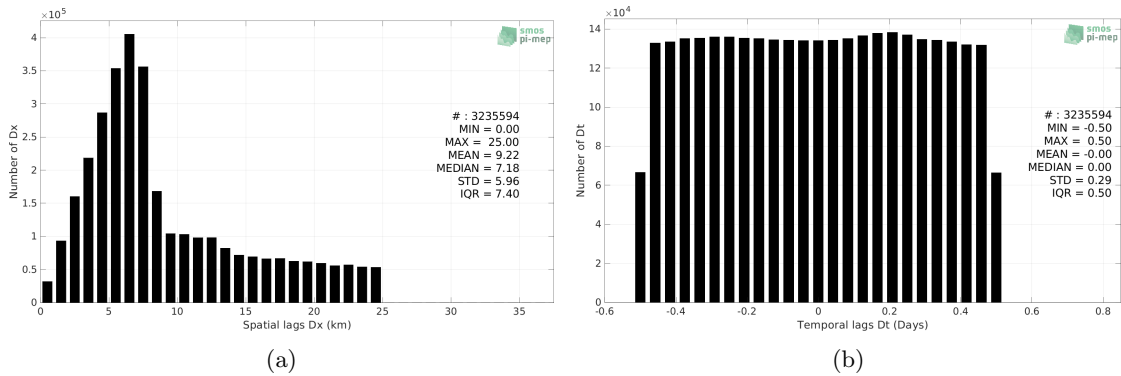 ×10^5
4
3.5
3
2.5
2
1.5
1
0.5
0
Number of Dx
0 5 10 15 20 25 30 35
Spatial lags Dx (km)
smos
pi-mep
# : 3235594
MIN = 0.00
MAX = 25.00
MEAN = 9.22
MEDIAN = 7.18
STD = 5.96
IQR = 7.40
(a)
×10^4
14
12
10
8
6
4
2
0
Number of Dt
-0.6 -0.4 -0.2 0 0.2 0.4 0.6 0.8
Temporal lags Dt (Days)
smos
pi-mep
# : 3235594
MIN = -0.50
MAX = 0.50
MEAN = -0.00
MEDIAN = 0.00
STD = 0.29
IQR = 0.50
(b)